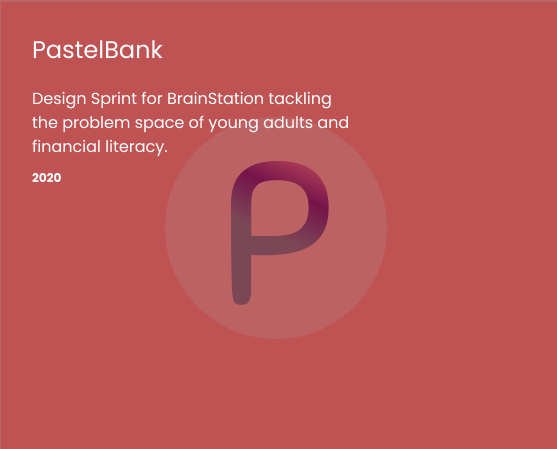 PastelBank
Design Sprint for BrainStation tackling
the problem space of young adults and
financial literacy.
2020
P